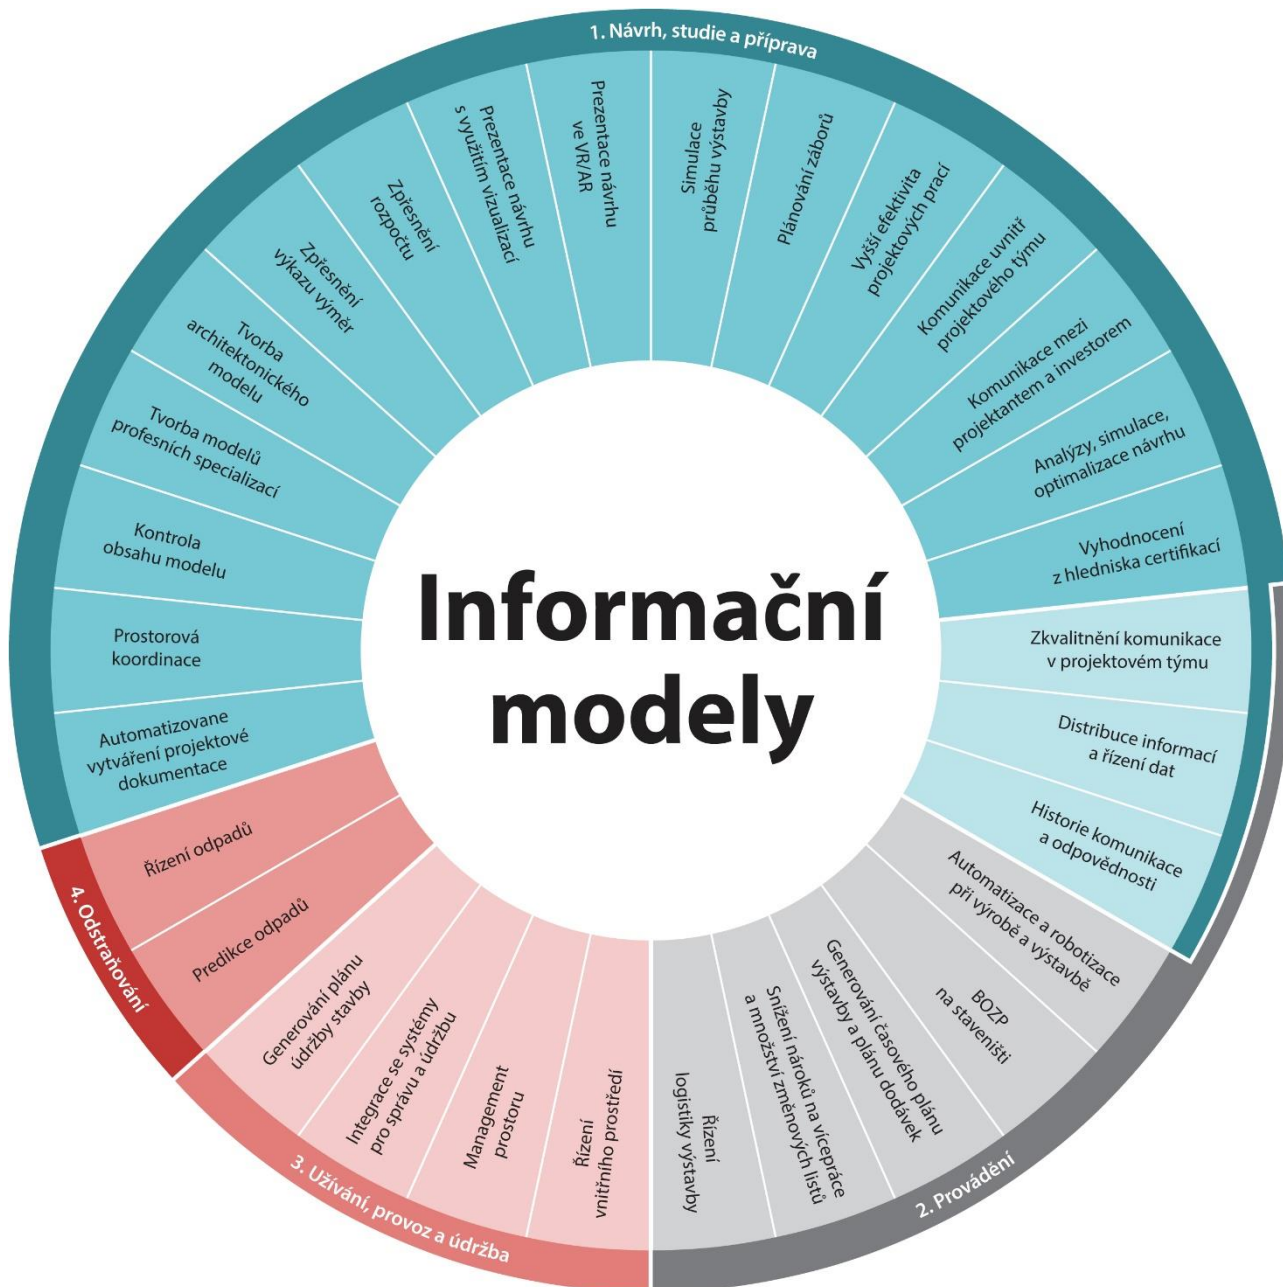 1. Návrh, studie a příprava
Simulace
průběhu výstavby
Plánování záborů
Vyšší efektivita
projektových prací
Komunikace uvnitř
projektového týmu
Komunikace mezi
projektantem a investorem
Analýzy, simulace,
optimalizace návrhu
Vyhodnocení
z hlediska certifikací
Zkvalitnění komunikace
v projektovém týmu
Distribuce informací
a řízení dat
Historie komunikace
a odpovědnosti
Automatizace a robotizace
při výrobě a výstavbě
BOZP
na staveništi
Generování časového plánu
výstavby a plánu dodávek
Snížení nároků na vícepráce
a množství změnových listů
Řízení
logistiky výstavby
2. Provádění
Řízení
vnitřního prostředí
Management
prostoru
Integrace se systémy
pro správu a údržbu
Generování plánu
údržby stavby
3. Užívání, provoz a údržba
Predikce odpadů
Řízení odpadů
4. Odstraňování
Automatizovane
vytváření projektové
dokumentace
Prostorová
koordinace
Kontrola
obsahu modelu
Tvorba modelů
profesních specializací
Tvorba
architektonického
modelu
Zpřesnění
výkazu výměr
Zpřesnění
rozpočtu
Prezentace návrhu
s využitím vizualizací
Prezentace návrhu
ve VR/AR
Informační
modely